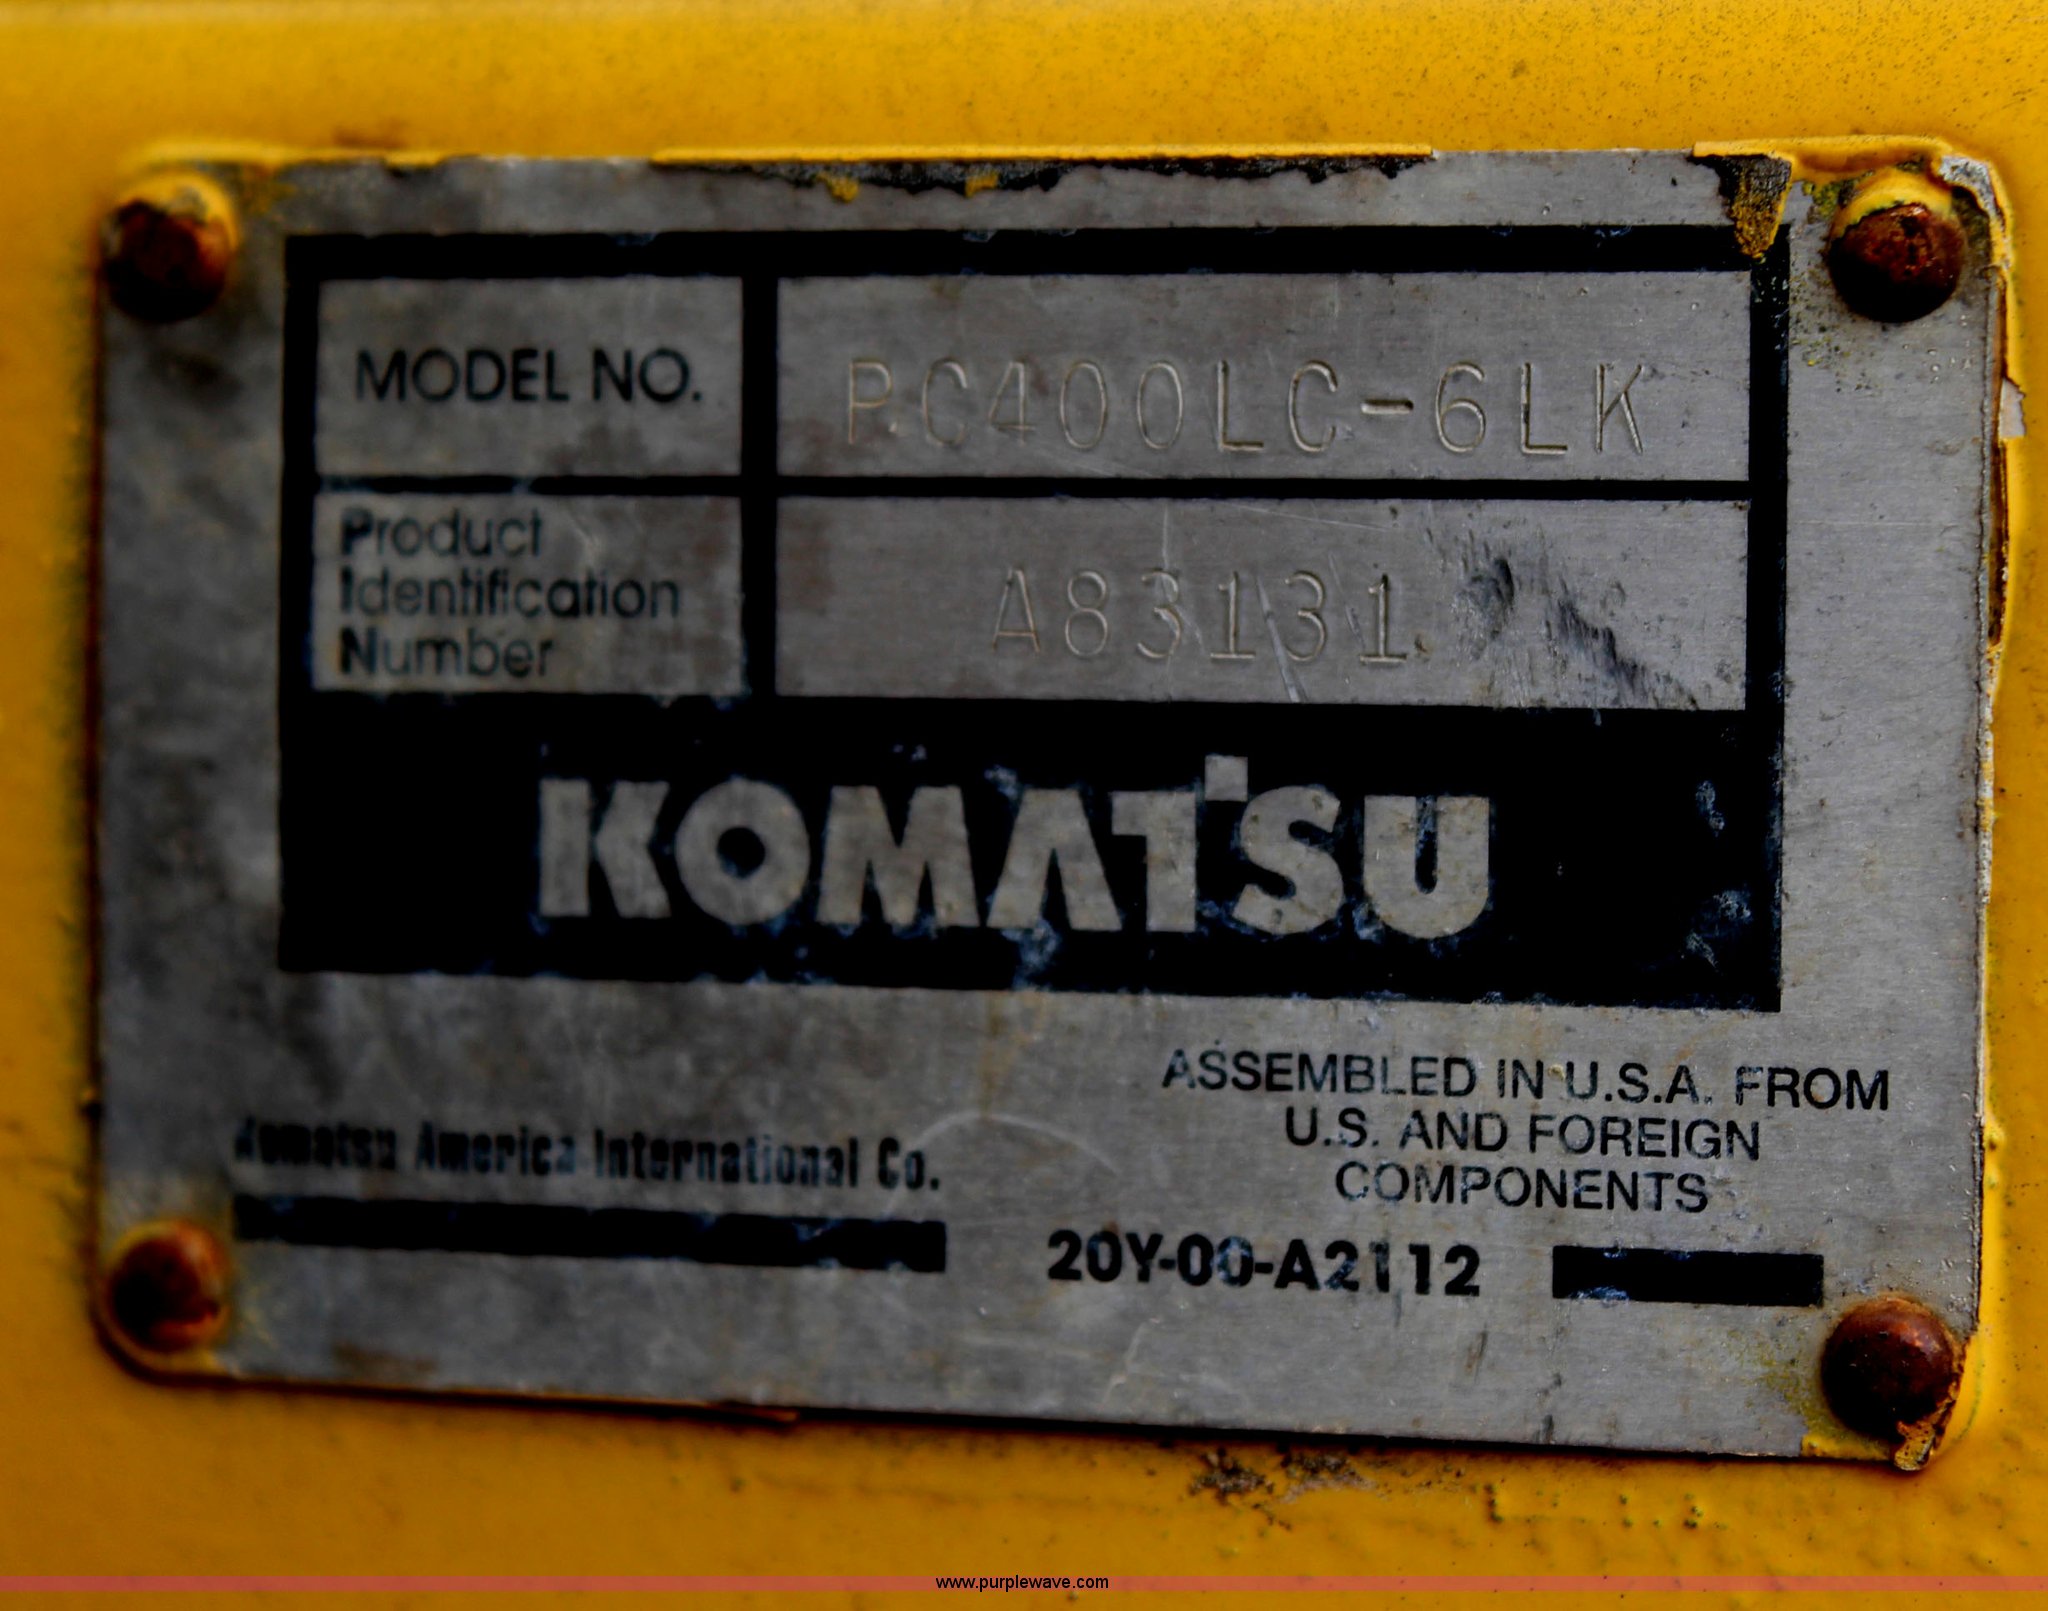 MODEL NO. PC400LC-6LK
Product
Identification
Number
A83131
KOMATSU
ASSEMBLED IN U.S.A. FROM
U.S. AND FOREIGN
COMPONENTS
Komatsu America International Co.
20Y-00-A2112
www.purplewave.com